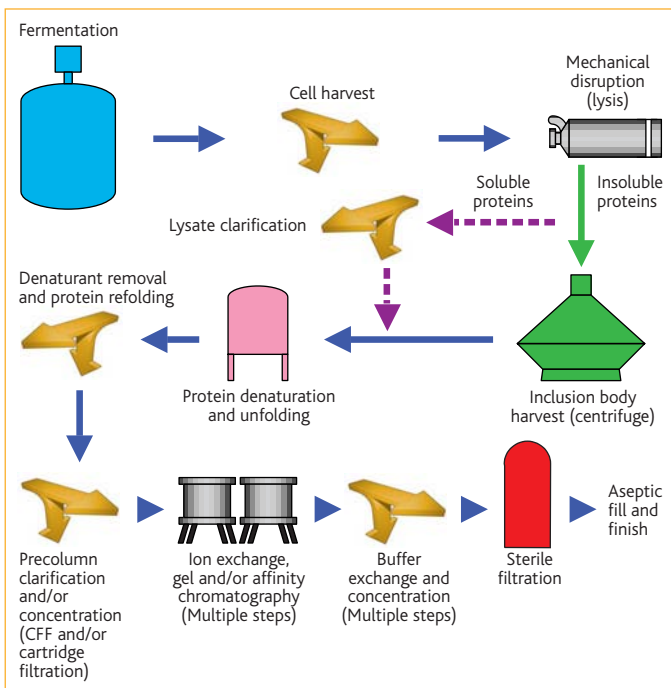 Fermentation
Cell harvest
Mechanical
disruption
(lysis)
Soluble
proteins
Insoluble
proteins
Lysate clarification
Denaturant removal
and protein refolding
Protein denaturation
and unfolding
Inclusion body
harvest (centrifuge)
Precolumn
clarification
and/or
concentration
(CFF and/or
cartridge
filtration)
Ion exchange,
gel and/or affinity
chromatography
(Multiple steps)
Buffer
exchange and
concentration
(Multiple steps)
Sterile
filtration
Aseptic
fill and
finish